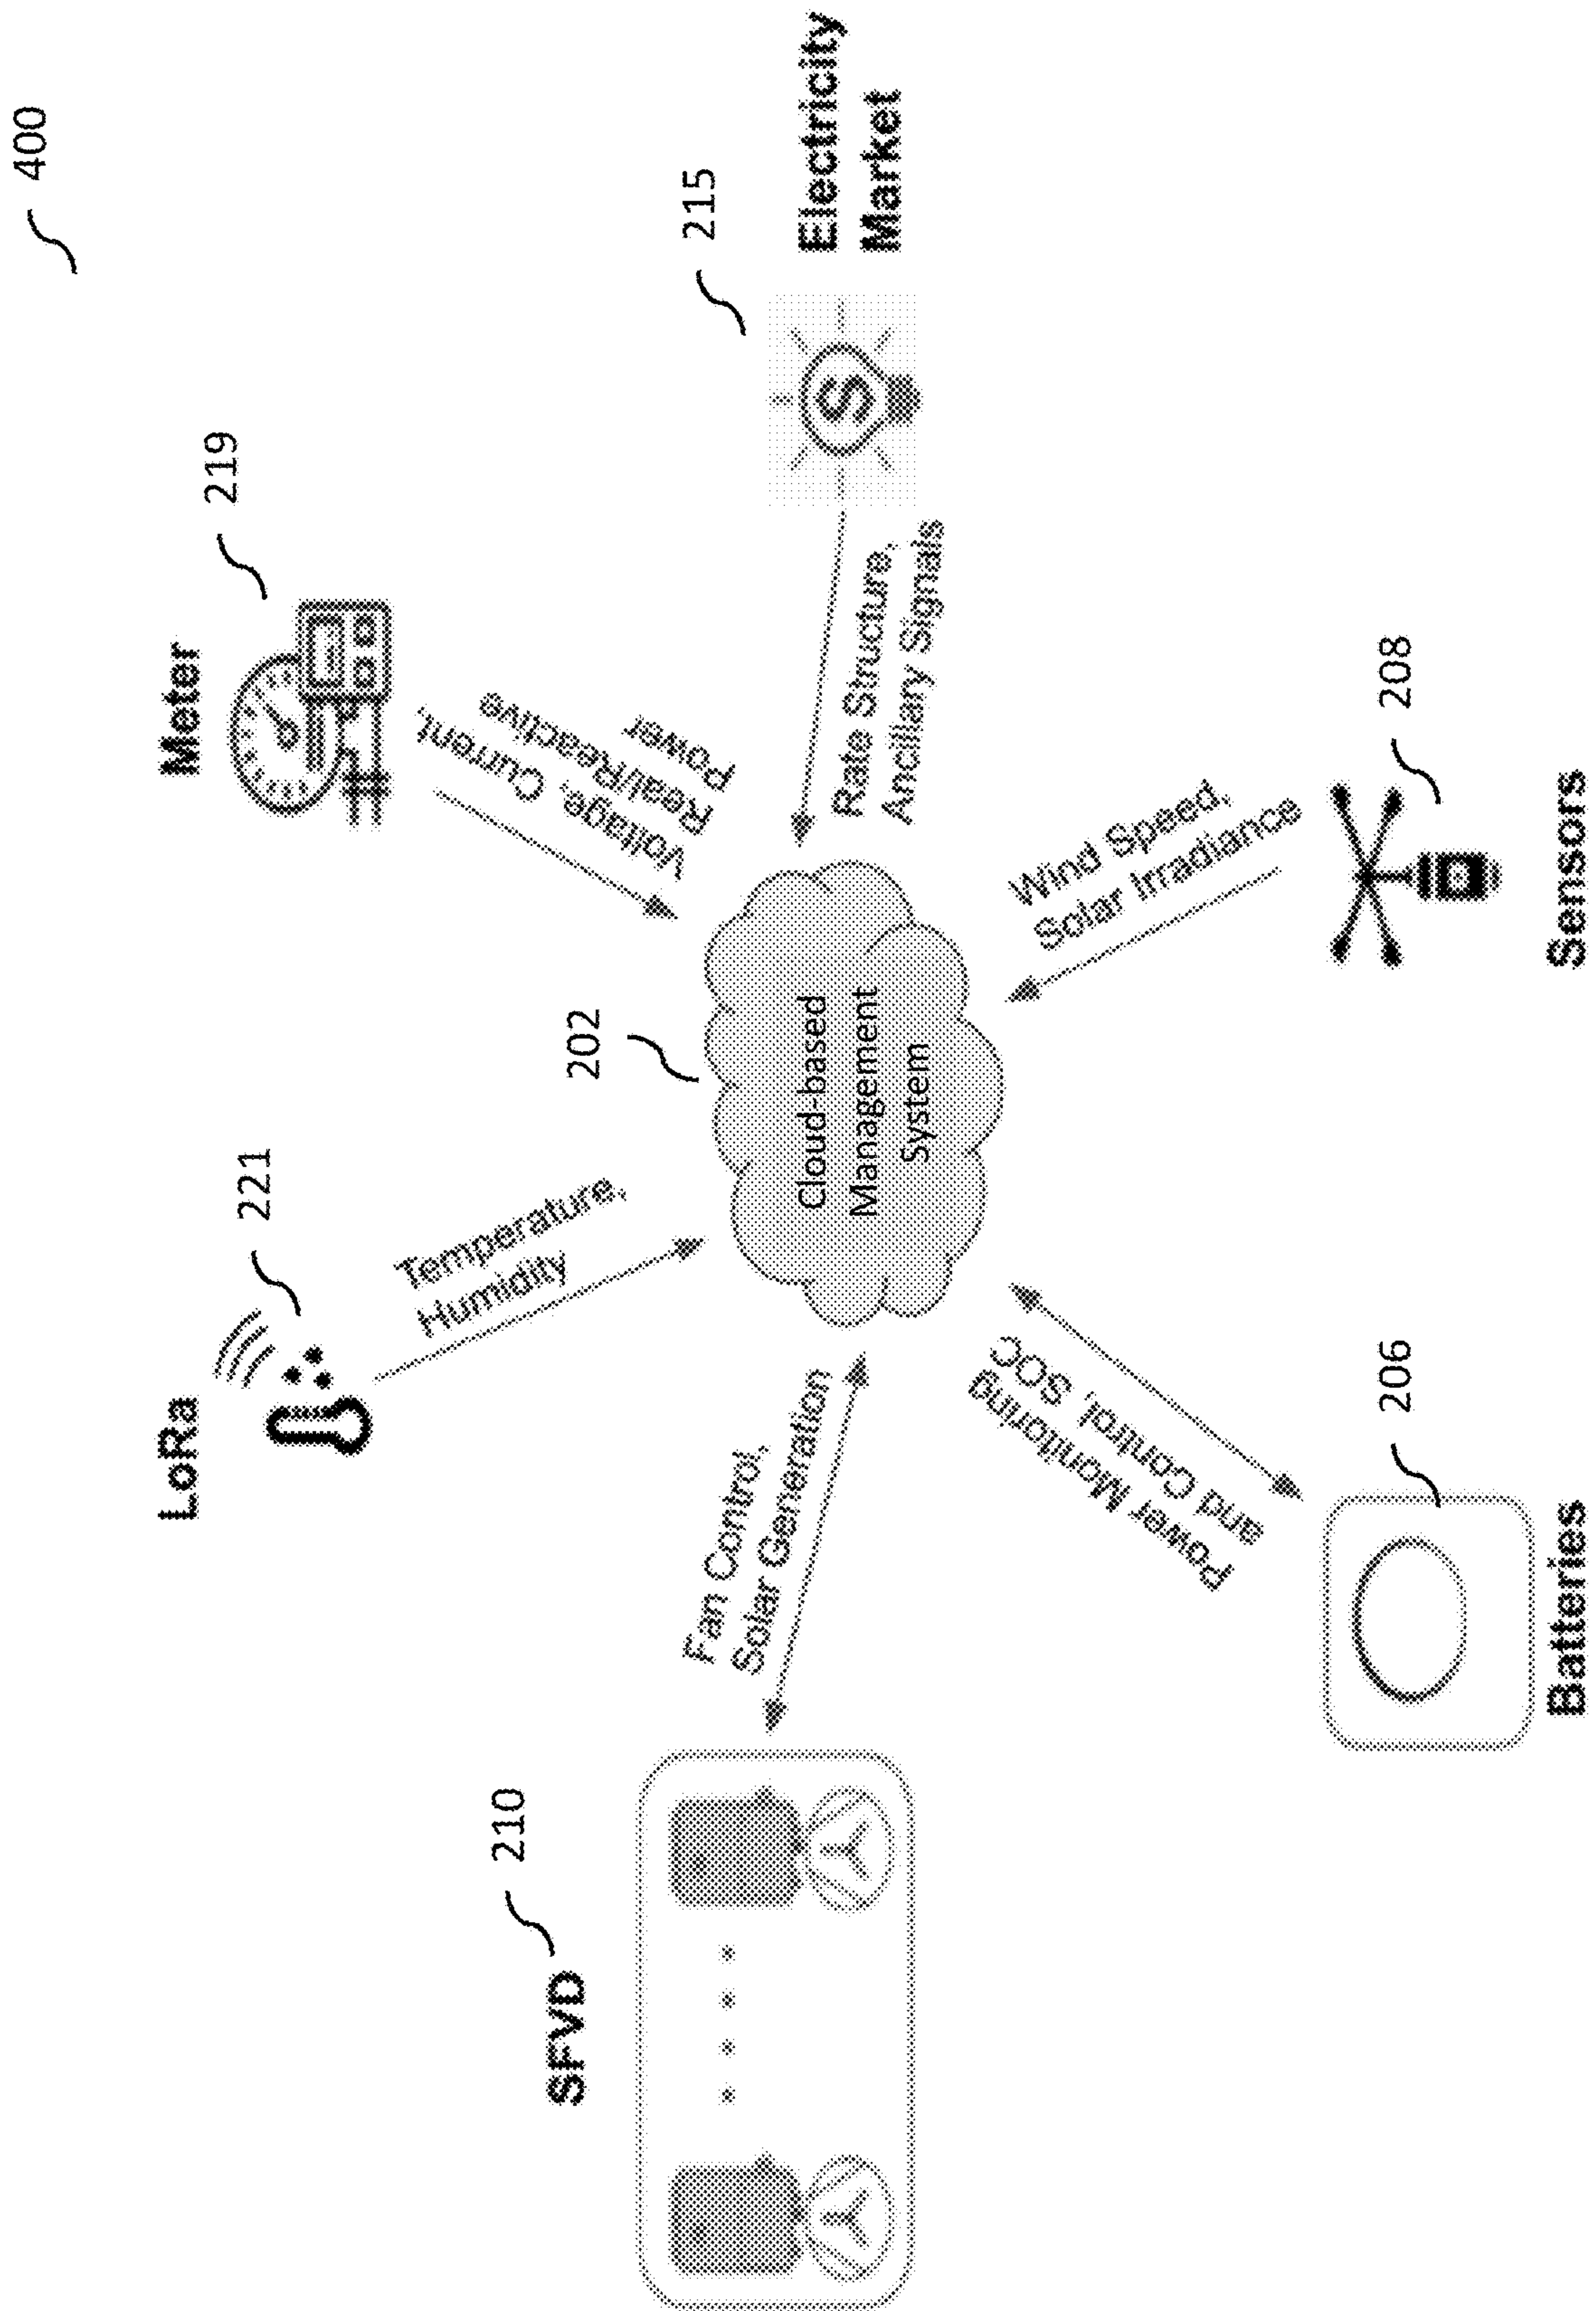 400
LoRa
221
Temperature,
Humidity
Meter
219
Voltage, Current,
Real/Reactive
Power
SFVD
210
Fan Control,
Solar Generation
202
Cloud-based
Management
System
215
Electricity
Market
S
Rate Structure,
Ancillary Signals
Power Monitoring
and Control, SOC
206
Batteries
Wind Speed,
Solar Irradiance
208
Sensors